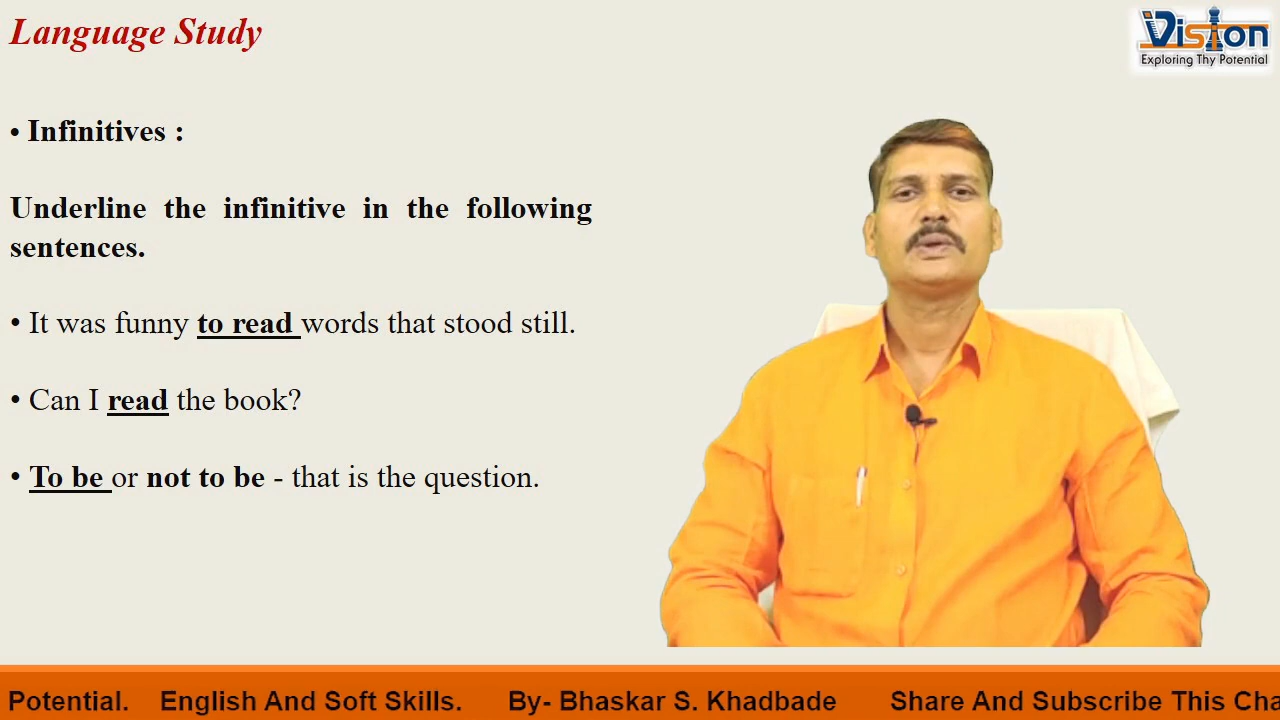 Language Study
Vision
Exploring Thy Potential
• Infinitives :
Underline the infinitive in the following
sentences.
• It was funny to read words that stood still.
• Can I read the book?
• To be or not to be - that is the question.
Potential. English And Soft Skills. By- Bhaskar S. Khadbade Share And Subscribe This Cha